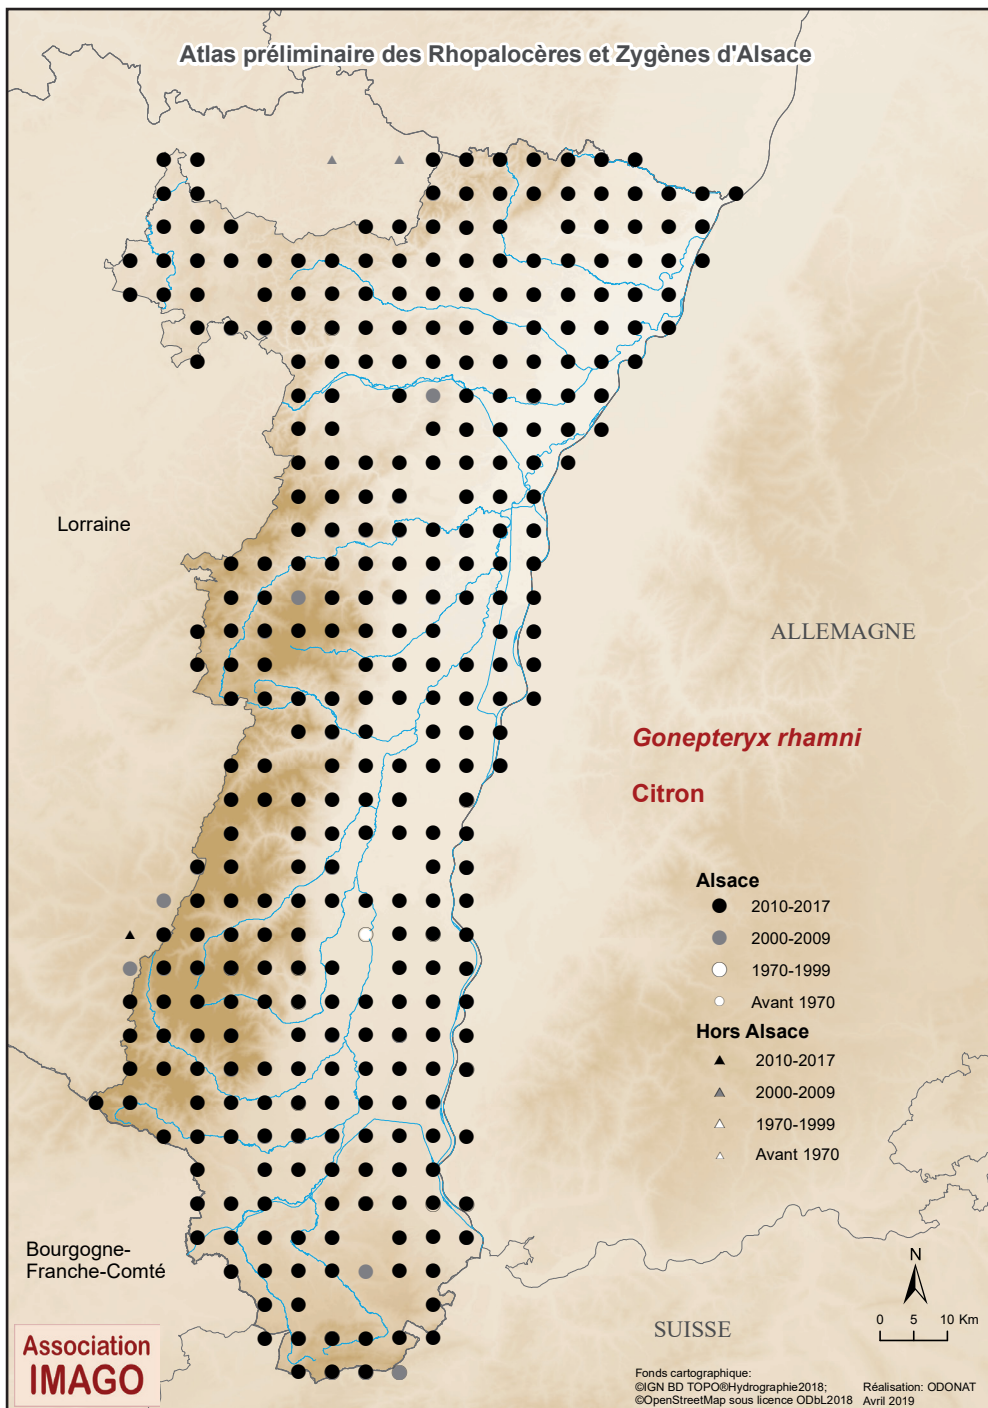 Atlas préliminaire des Rhopalocères et Zygènes d'Alsace
Lorraine
ALLEMAGNE
Gonepteryx rhamni
Citron
Alsace
2010-2017
2000-2009
1970-1999
Avant 1970
Hors Alsace
2010-2017
2000-2009
1970-1999
Avant 1970
Bourgogne-
Franche-Comté
N
0 5 10 Km
SUISSE
Association
IMAGO
Fonds cartographique:
©IGN BD TOPO®Hydrographie2018;
©OpenStreetMap sous licence ODbL2018
Réalisation: ODONAT
Avril 2019